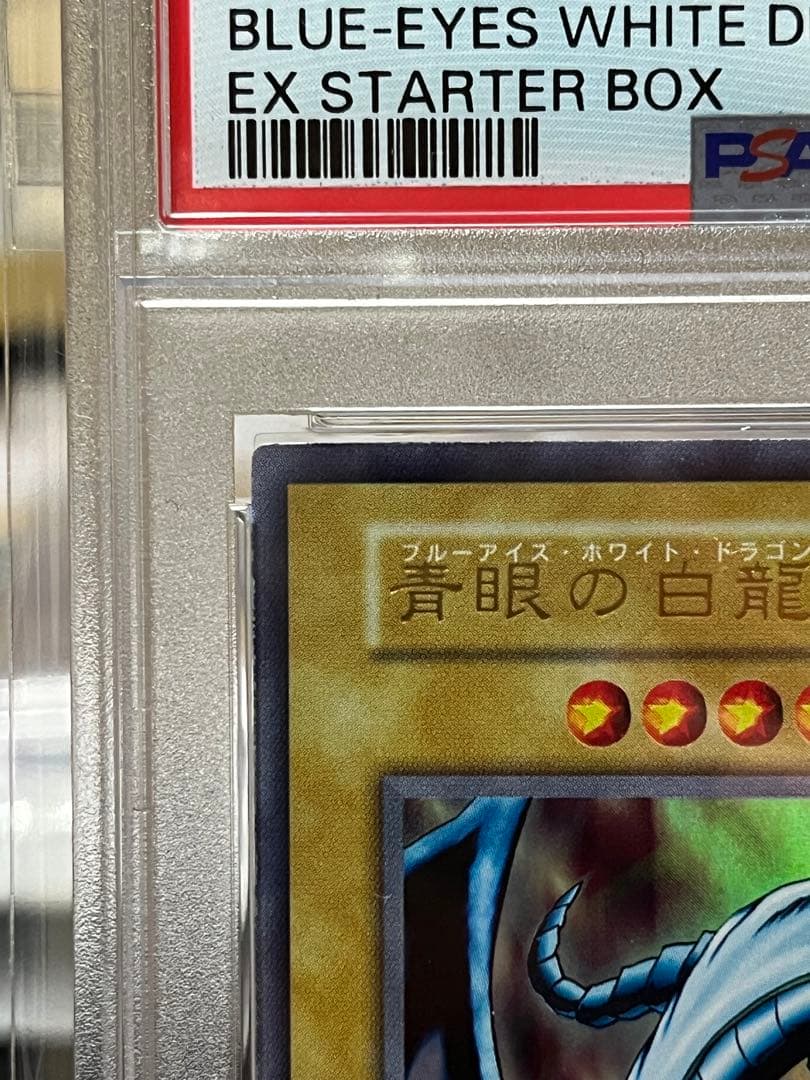 BLUE-EYES WHITE D
EX STARTER BOX
PSA
ブルーアイズ・ホワイト・ドラゴン
青眼の白龍